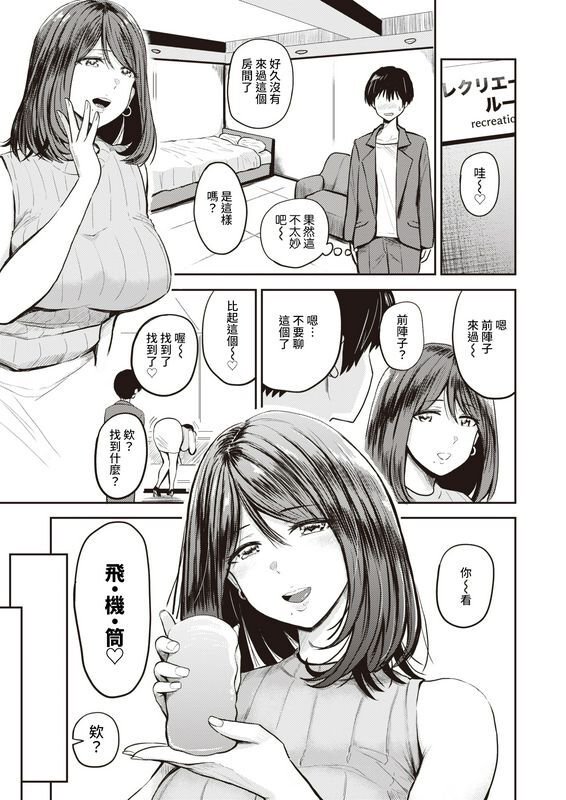 レクリエー
ルー
recreatio
哇～♡
好久沒有
來過這個
房間了
果然這
不太妙
吧～
是這樣
嗎？
嗯
前陣子
來過～
前陣子？
嗯…
不要聊
這個了
比起這個～
喔～
找到了
找到♡
欸？
找到什麼？
你～看
飛・機・筒♡
欸？